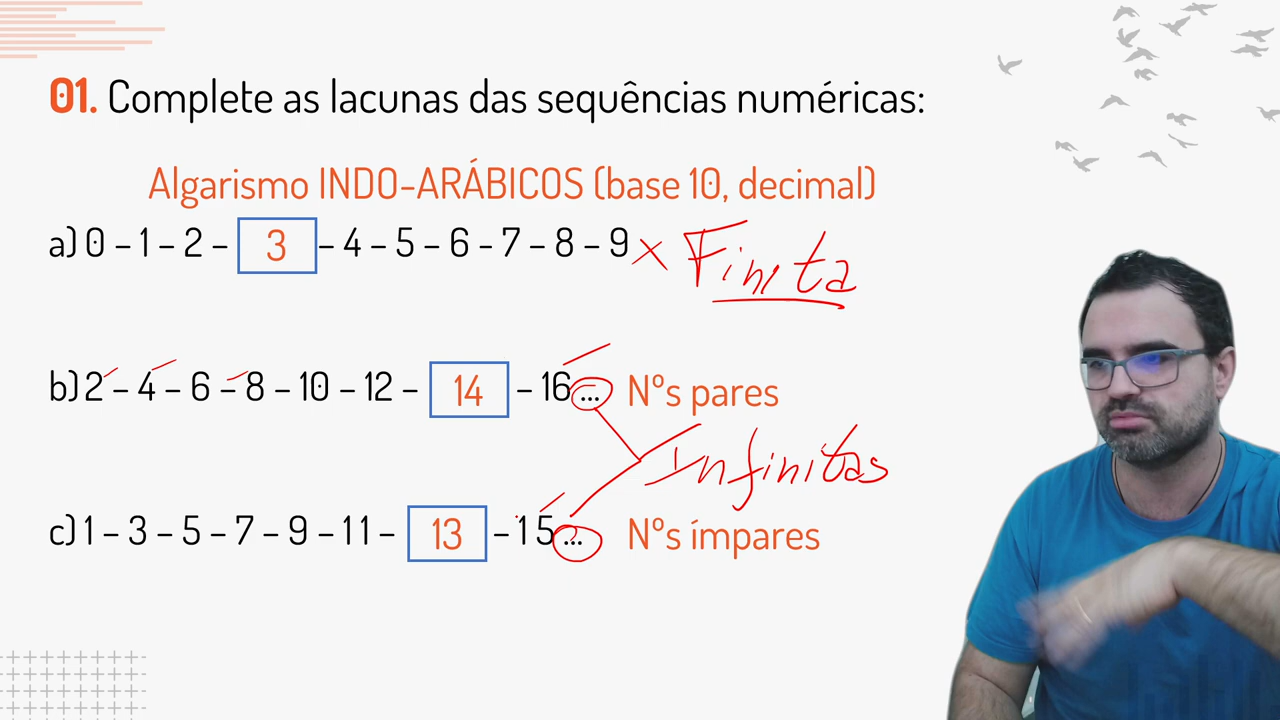 01. Complete as lacunas das sequências numéricas:
Algarismo INDO-ARÁBICOS (base 10, decimal)
a) 0 – 1 – 2 – 3 – 4 – 5 – 6 – 7 – 8 – 9 x Finita
b) 2 – 4 – 6 – 8 – 10 – 12 – 14 – 16... Nºs pares
Infinitas
c) 1 – 3 – 5 – 7 – 9 – 11 – 13 – 15... Nºs ímpares